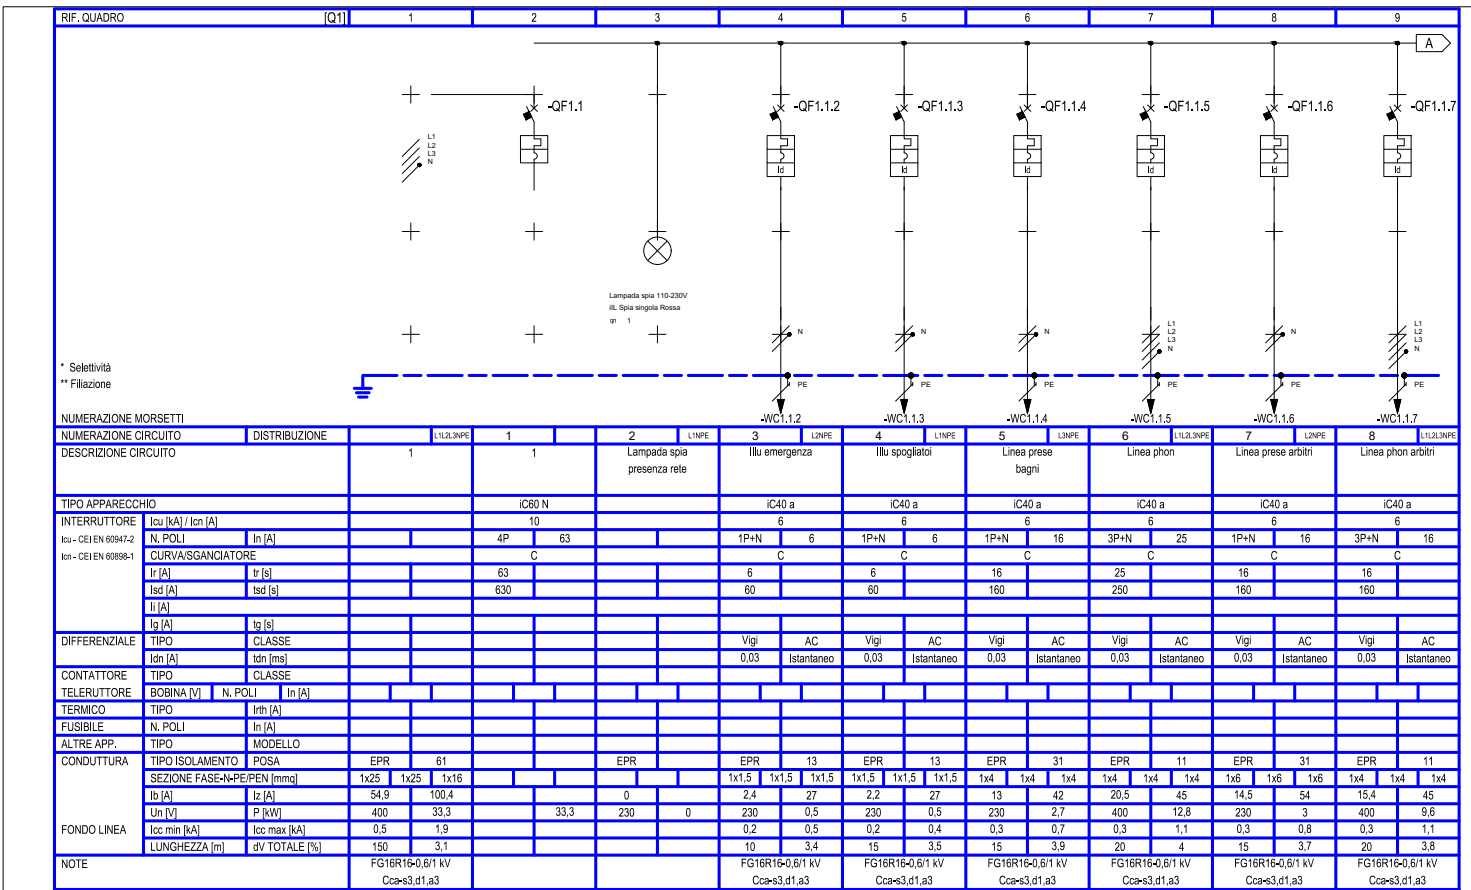 RIF. QUADRO [Q1] 1 2 3 4 5 6 7 8 9
A
-QF1.1 -QF1.1.2 -QF1.1.3 -QF1.1.4 -QF1.1.5 -QF1.1.6 -QF1.1.7
L1
L2
L3
N
Id Id Id Id Id Id
Lampada spia 110-230V
iIL Spia singola Rossa
qn 1
N N N L1 L2 L3 N N L1 L2 L3 N
* Selettività
** Filiazione
PE PE PE PE PE PE
NUMERAZIONE MORSETTI -WC1.1.2 -WC1.1.3 -WC1.1.4 -WC1.1.5 -WC1.1.6 -WC1.1.7
NUMERAZIONE CIRCUITO DISTRIBUZIONE L1L2L3NPE 1 2 L1NPE 3 L2NPE 4 L1NPE 5 L3NPE 6 L1L2L3NPE 7 L2NPE 8 L1L2L3NPE
DESCRIZIONE CIRCUITO 1 1 Lampada spia Illu emergenza Illu spogliatoi Linea prese Linea phon Linea prese arbitri Linea phon arbitri
presenza rete bagni
TIPO APPARECCHIO iC60 N iC40 a iC40 a iC40 a iC40 a iC40 a iC40 a
INTERRUTTORE Icu [kA] / Icn [A] 10 6 6 6 6 6 6
Icu - CEI EN 60947-2 N. POLI In [A] 4P 63 1P+N 6 1P+N 6 1P+N 16 3P+N 25 1P+N 16 3P+N 16
Icn - CEI EN 60898-1 CURVA/SGANCIATORE C C C C C C C
Ir [A] tr [s] 63 6 6 16 25 16 16
Isd [A] tsd [s] 630 60 60 160 250 160 160
Ii [A]
Ig [A] tg [s]
DIFFERENZIALE TIPO CLASSE Vigi AC Vigi AC Vigi AC Vigi AC Vigi AC Vigi AC
Idn [A] tdn [ms] 0,03 Istantaneo 0,03 Istantaneo 0,03 Istantaneo 0,03 Istantaneo 0,03 Istantaneo 0,03 Istantaneo
CONTATTORE TIPO CLASSE
TELERUTTORE BOBINA [V] N. POLI In [A]
TERMICO TIPO Irth [A]
FUSIBILE N. POLI In [A]
ALTRE APP. TIPO MODELLO
CONDUTTURA TIPO ISOLAMENTO POSA EPR 61 EPR EPR 13 EPR 13 EPR 31 EPR 11 EPR 31 EPR 11
SEZIONE FASE-N-PE/PEN [mmq] 1x25 1x25 1x16 1x1,5 1x1,5 1x1,5 1x1,5 1x1,5 1x1,5 1x4 1x4 1x4 1x4 1x4 1x4 1x6 1x6 1x6 1x4 1x4 1x4
Ib [A] Iz [A] 54,9 100,4 0 2,4 27 2,2 27 13 42 20,5 45 14,5 54 15,4 45
Un [V] P [kW] 400 33,3 33,3 230 0 230 0,5 230 0,5 230 2,7 400 12,8 230 3 400 9,6
FONDO LINEA Icc min [kA] Icc max [kA] 0,5 1,9 0,2 0,5 0,2 0,4 0,3 0,7 0,3 1,1 0,3 0,8 0,3 1,1
LUNGHEZZA [m] dV TOTALE [%] 150 3,1 10 3,4 15 3,5 15 3,9 20 4 15 3,7 20 3,8
NOTE FG16R16-0,6/1 kV FG16R16-0,6/1 kV FG16R16-0,6/1 kV FG16R16-0,6/1 kV FG16R16-0,6/1 kV FG16R16-0,6/1 kV FG16R16-0,6/1 kV
Cca-s3,d1,a3 Cca-s3,d1,a3 Cca-s3,d1,a3 Cca-s3,d1,a3 Cca-s3,d1,a3 Cca-s3,d1,a3 Cca-s3,d1,a3